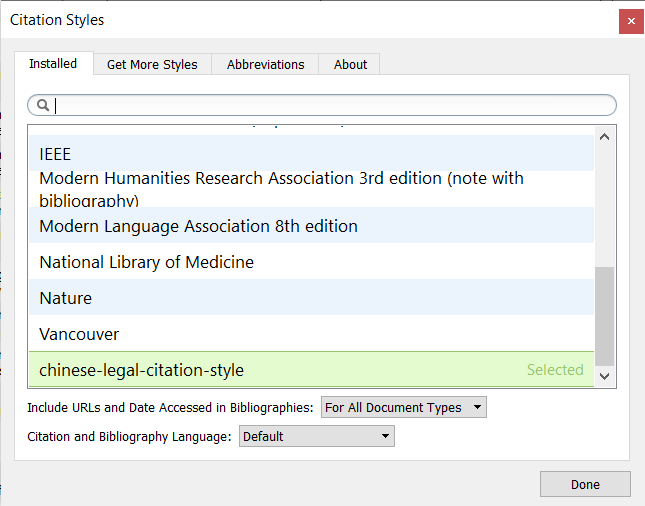 Citation Styles
Installed
Get More Styles
Abbreviations
About
IEEE
Modern Humanities Research Association 3rd edition (note with
bibliography)
Modern Language Association 8th edition
National Library of Medicine
Nature
Vancouver
chinese-legal-citation-style
Selected
Include URLs and Date Accessed in Bibliographies:
For All Document Types
Citation and Bibliography Language:
Default
Done